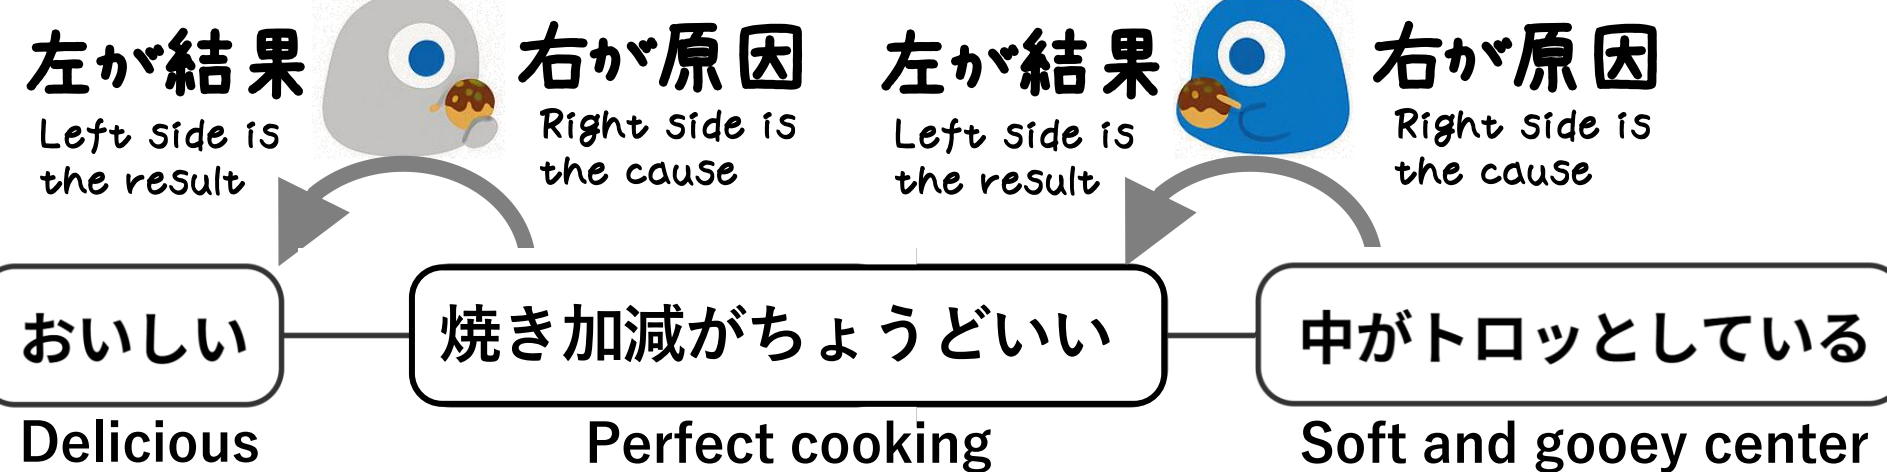 左が結果
Left side is
the result
右が原因
Right side is
the cause
左が結果
Left side is
the result
右が原因
Right side is
the cause
おいしい
Delicious
焼き加減がちょうどいい
Perfect cooking
中がトロッとしている
Soft and gooey center